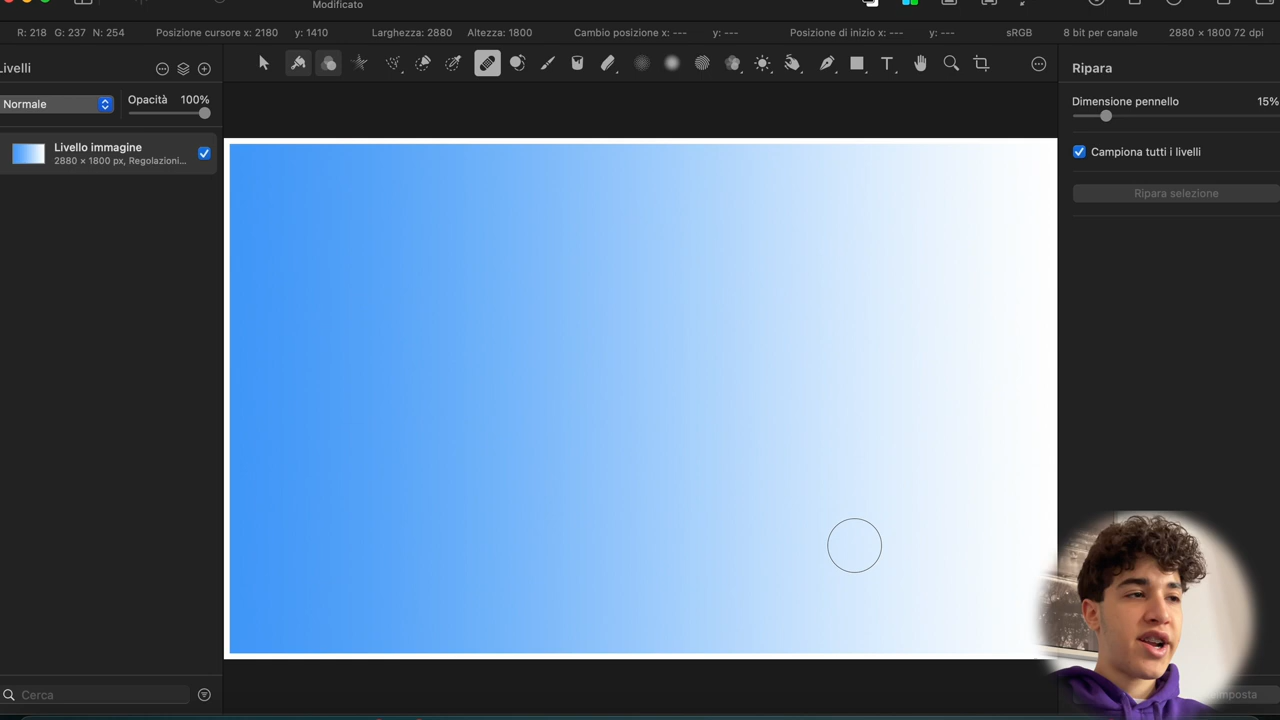 Modificato
R: 218 G: 237 N: 254 Posizione cursore x: 2180 y: 1410 Larghezza: 2880 Altezza: 1800 Cambio posizione x: --- y: --- Posizione di inizio x: --- y: --- sRGB 8 bit per canale 2880 × 1800 72 dpi
Livelli
T
Ripara
Normale
Opacità 100%
Dimensione pennello 15%
Livello immagine
2880 × 1800 px, Regolazioni...
Campiona tutti i livelli
Ripara selezione
Cerca